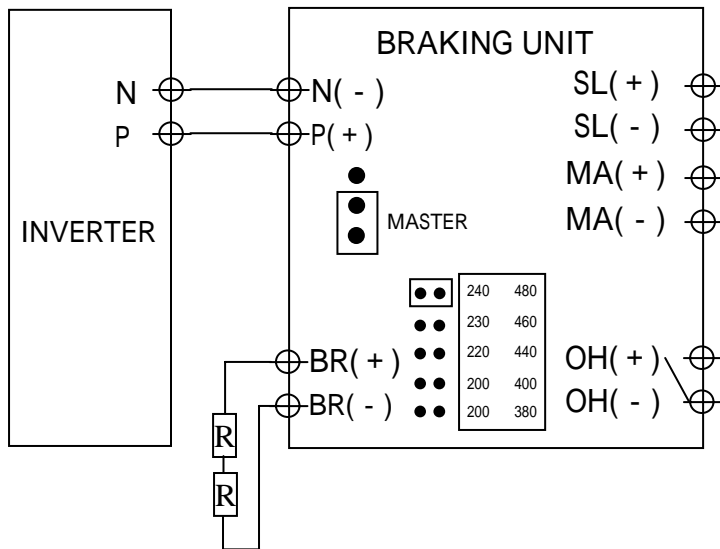 BRAKING UNIT
N
P
INVERTER
N( - )
P( + )
MASTER
SL( + )
SL( - )
MA( + )
MA( - )
240 480
230 460
220 440
200 400
200 380
BR( + )
BR( - )
OH( + )
OH( - )
R
R